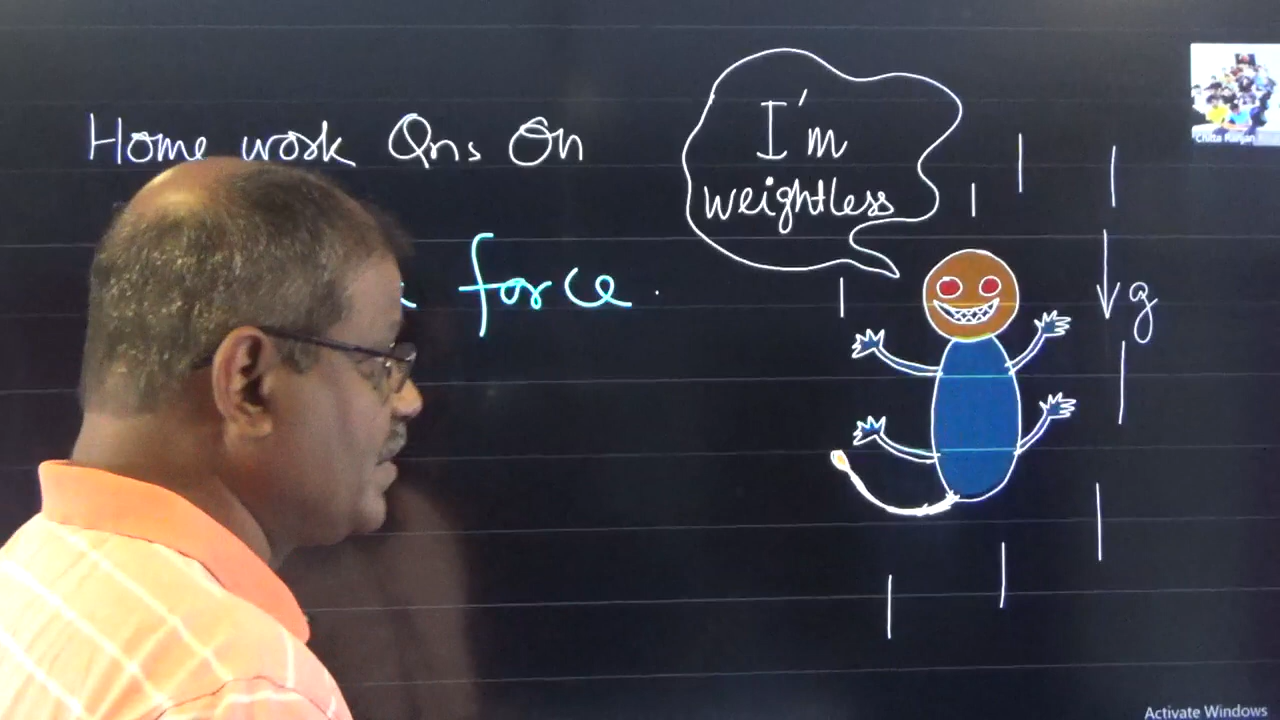 Home work Qns On
force.
I'm
weightless
g
Chitta Ranjan
Activate Windows